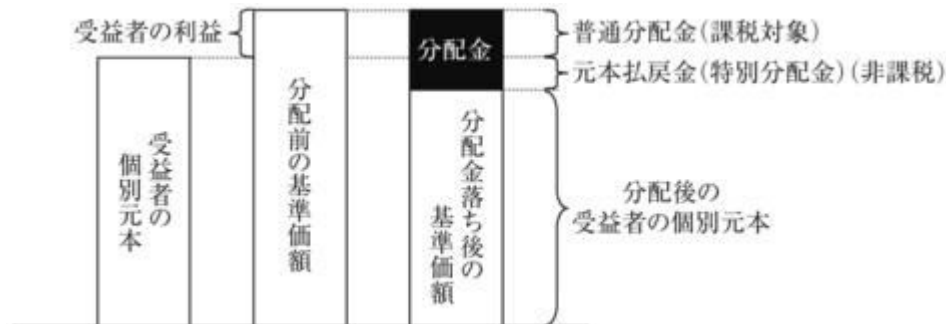 受益者の利益
分配金
普通分配金(課税対象)
元本払戻金(特別分配金)(非課税)
受益者の
個別元本
分配前の基準価額
分配金落ち後の
基準価額
分配後の
受益者の個別元本